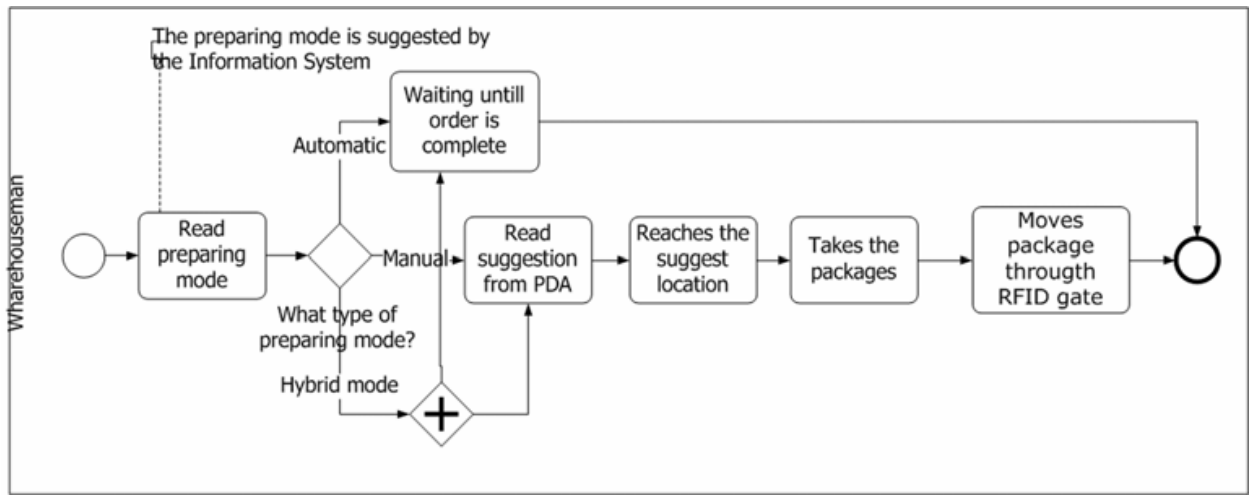 The preparing mode is suggested by
the Information System
Wharehouseman
Read
preparing
mode
Automatic
Waiting untill
order is
complete
Manual
What type of
preparing mode?
Hybrid mode
Read
suggestion
from PDA
Reaches the
suggest
location
Takes the
packages
Moves
package
througth
RFID gate